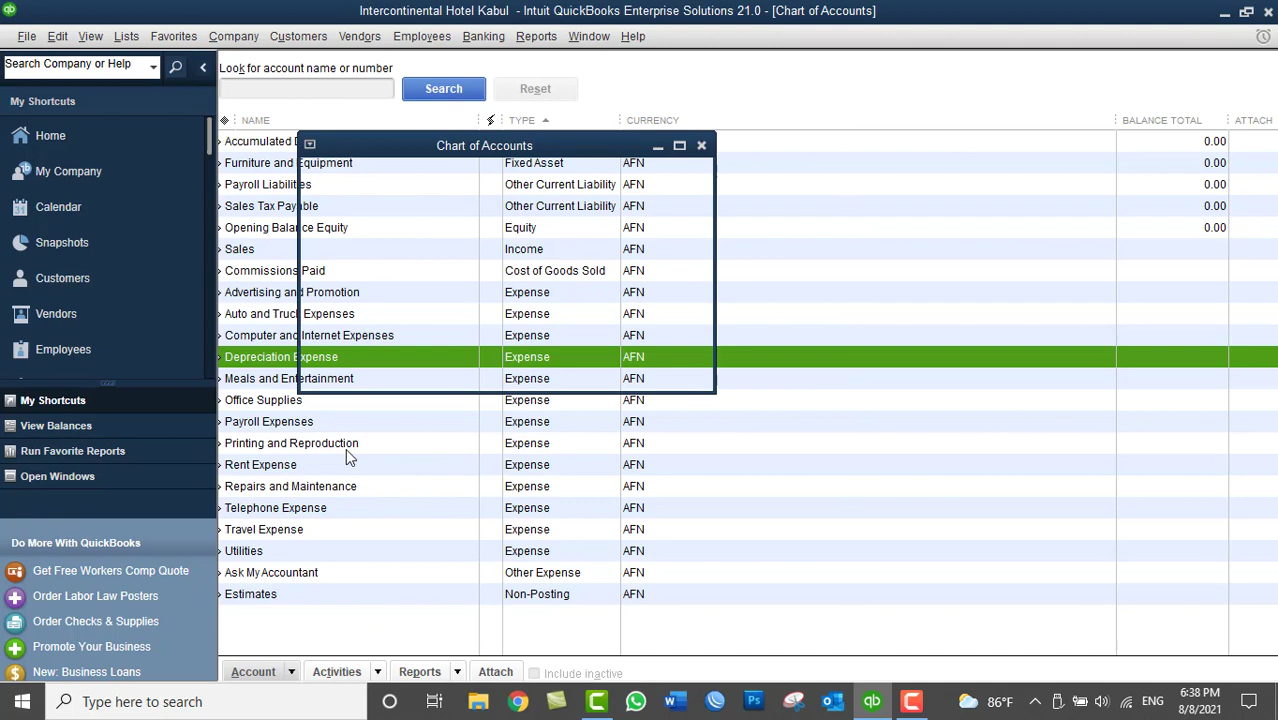 Intercontinental Hotel Kabul - Intuit QuickBooks Enterprise Solutions 21.0 - [Chart of Accounts]
File Edit View Lists Favorites Company Customers Vendors Employees Banking Reports Window Help
Search Company or Help
My Shortcuts
Home
My Company
Calendar
Snapshots
Customers
Vendors
Employees
My Shortcuts
View Balances
Run Favorite Reports
Open Windows
Do More With QuickBooks
Get Free Workers Comp Quote
Order Labor Law Posters
Order Checks & Supplies
Promote Your Business
New: Business Loans
Look for account name or number
Search Reset
NAME TYPE CURRENCY BALANCE TOTAL ATTACH
Chart of Accounts
Accumulated 0.00
Furniture and Equipment Fixed Asset AFN 0.00
Payroll Liabilities Other Current Liability AFN 0.00
Sales Tax Payable Other Current Liability AFN 0.00
Opening Balance Equity Equity AFN 0.00
Sales Income AFN
Commissions Paid Cost of Goods Sold AFN
Advertising and Promotion Expense AFN
Auto and Truck Expenses Expense AFN
Computer and Internet Expenses Expense AFN
Depreciation Expense Expense AFN
Meals and Entertainment Expense AFN
Office Supplies Expense AFN
Payroll Expenses Expense AFN
Printing and Reproduction Expense AFN
Rent Expense Expense AFN
Repairs and Maintenance Expense AFN
Telephone Expense Expense AFN
Travel Expense Expense AFN
Utilities Expense AFN
Ask My Accountant Other Expense AFN
Estimates Non-Posting AFN
Account Activities Reports Attach Include inactive
Type here to search
86°F ENG 6:38 PM
8/8/2021